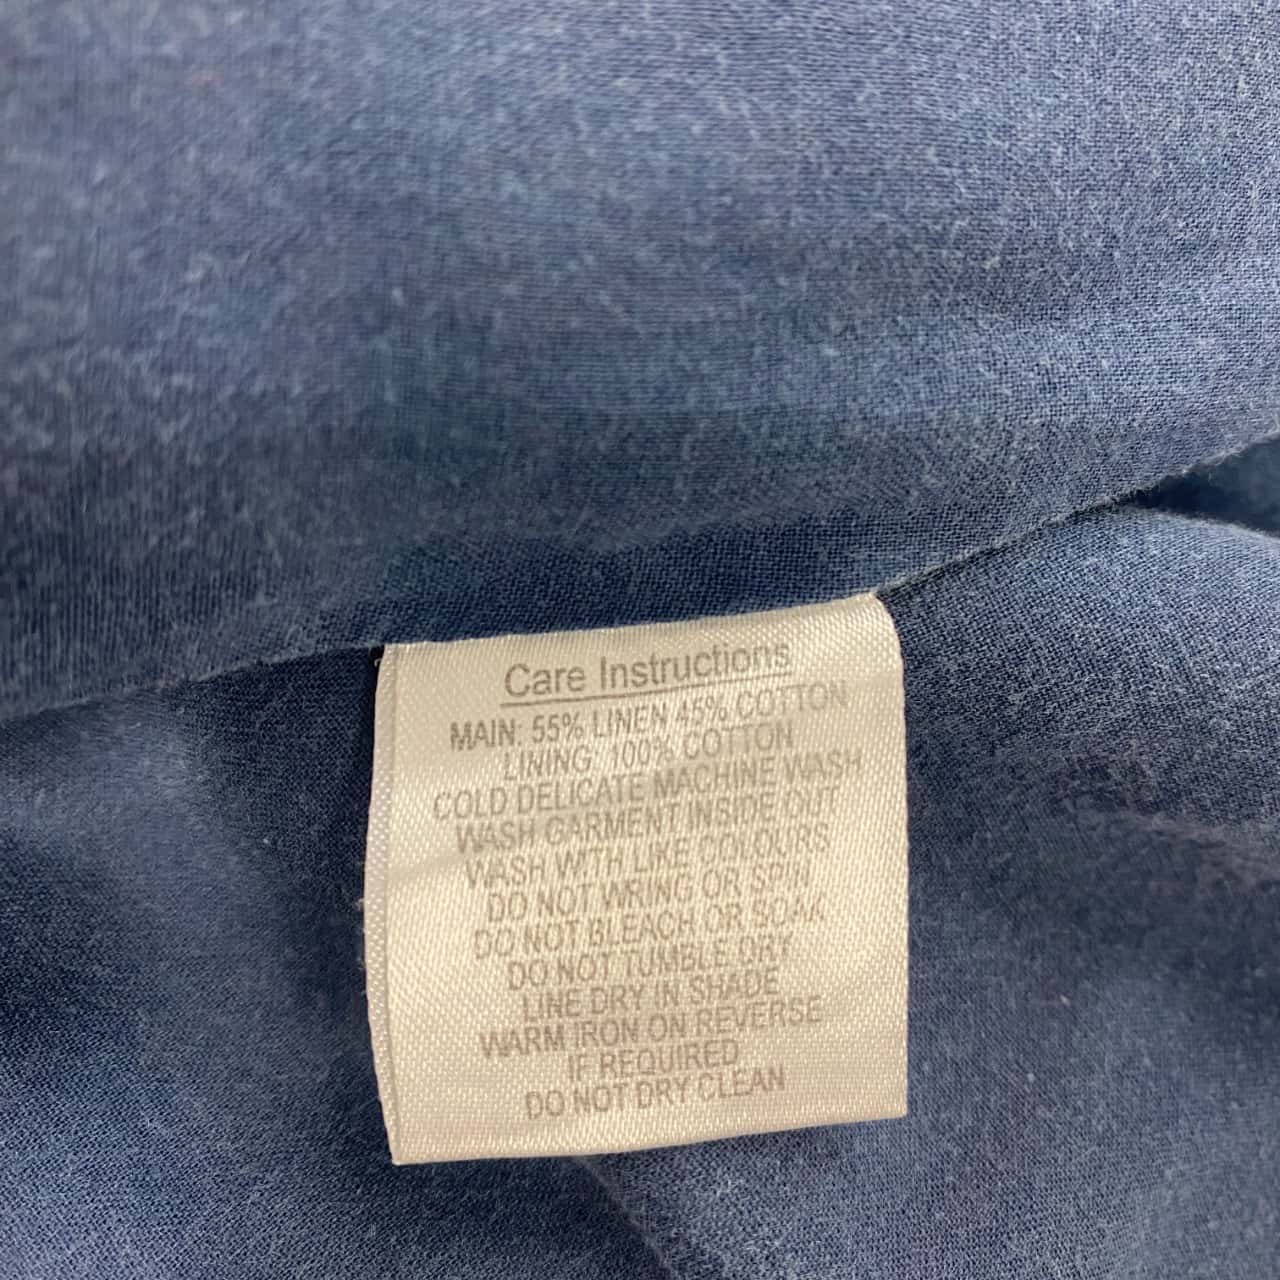 Care Instructions
MAIN: 55% LINEN 45% COTTON
LINING: 100% COTTON
COLD DELICATE MACHINE WASH
WASH GARMENT INSIDE OUT
WASH WITH LIKE COLOURS
DO NOT WRING OR SPIN
DO NOT BLEACH OR SOAK
DO NOT TUMBLE DRY
LINE DRY IN SHADE
WARM IRON ON REVERSE
IF REQUIRED
DO NOT DRY CLEAN